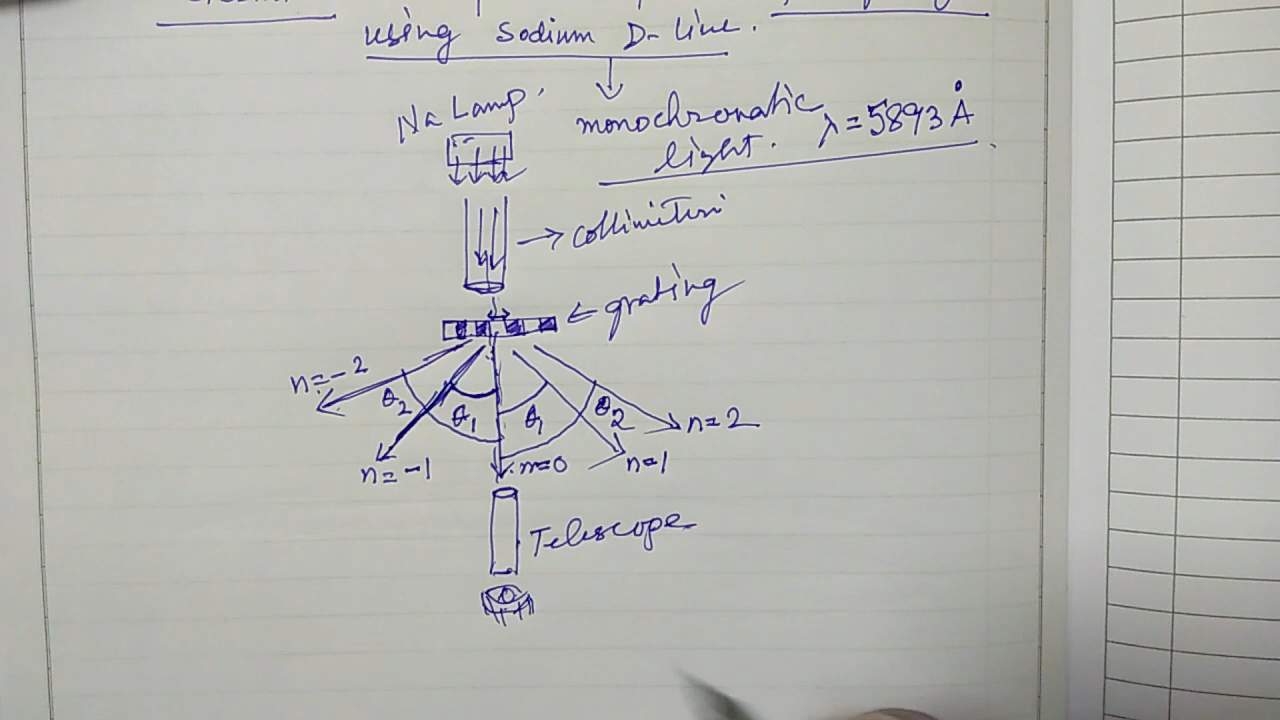 using Sodium D-line.
Na Lamp
monochromatic
light. λ=5893 Å
→ collimeter
← grating
n=-2
θ2
θ1
θ1
θ2
n=2
n=-1
n=0
n=1
Telescope